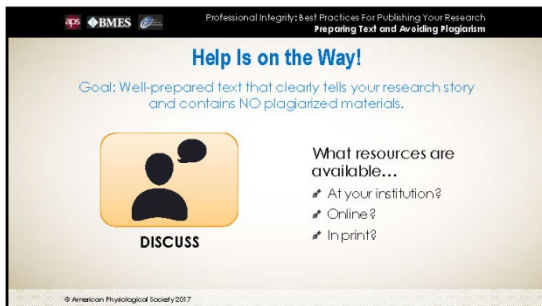 aps BMES
Professional Integrity: Best Practices For Publishing Your Research
Preparing Text and Avoiding Plagiarism
Help Is on the Way!
Goal: Well-prepared text that clearly tells your research story
and contains NO plagiarized materials.
What resources are
available…
At your institution?
Online?
In print?
DISCUSS
© American Physiological Society 2017